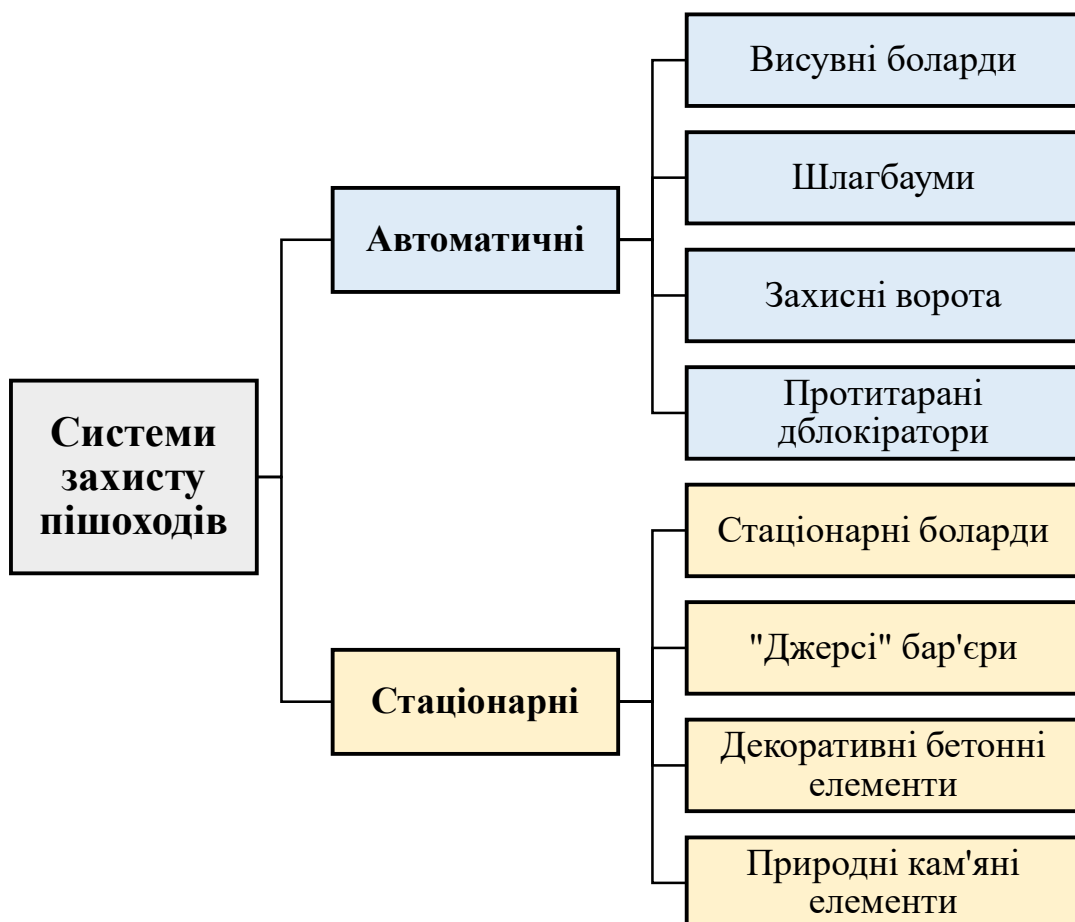 Системи
захисту
пішоходів
Автоматичні
Висувні боларди
Шлагбауми
Захисні ворота
Протитарані
дблокіратори
Стаціонарні
Стаціонарні боларди
"Джерсі" бар'єри
Декоративні бетонні
елементи
Природні кам'яні
елементи